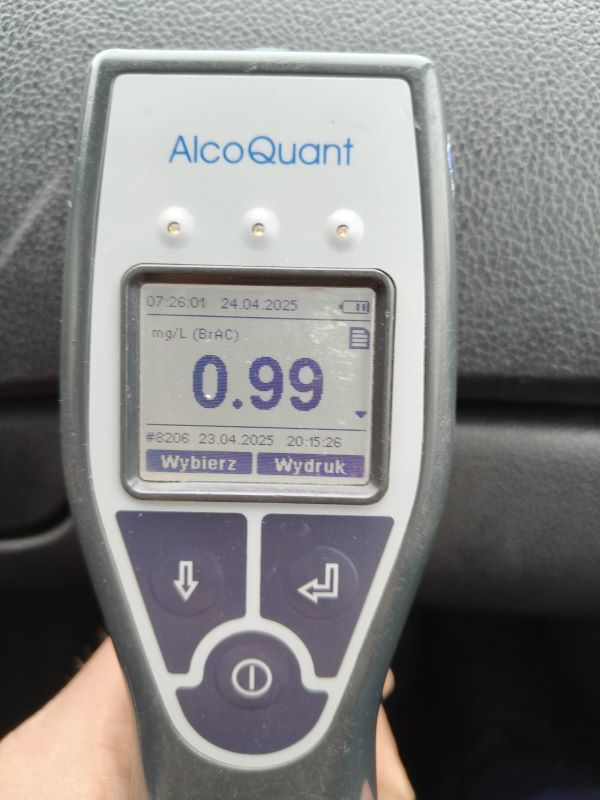 AlcoQuant
07:26:01 24.04.2025
mg/L (BrAC)
0.99
#8206 23.04.2025 20:15:26
Wybierz Wydruk